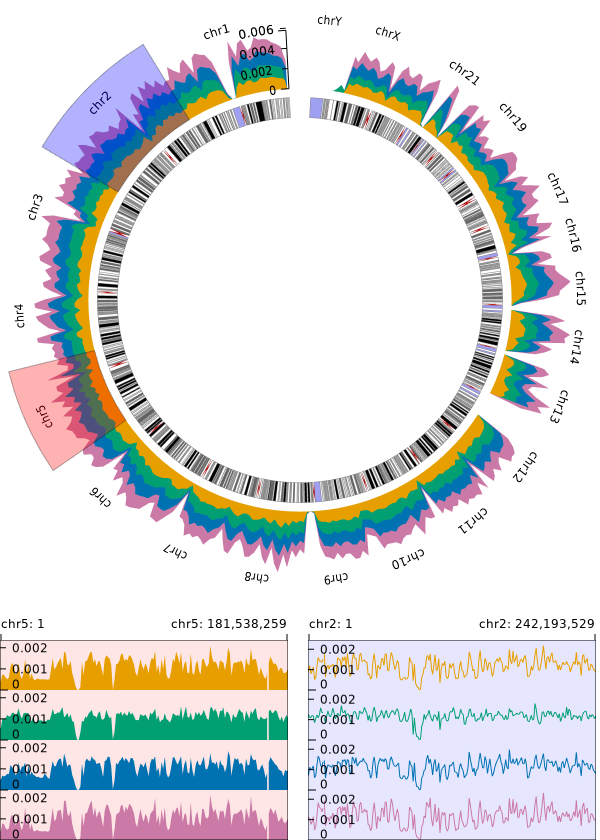 chrY
chr1
0.006
0.004
0.002
0
chrX
chr21
chr19
chr17
chr16
chr15
chr14
chr13
chr12
chr11
chr10
chr9
chr8
chr7
chr6
chr5
chr4
chr3
chr2
chr5: 1
chr5: 181,538,259
0.002
0.001
0
0.002
0.001
0
0.002
0.001
0
0.002
0.001
chr2: 1
chr2: 242,193,529
0.002
0.001
0
0.002
0.001
0
0.002
0.001
0
0.002
0.001